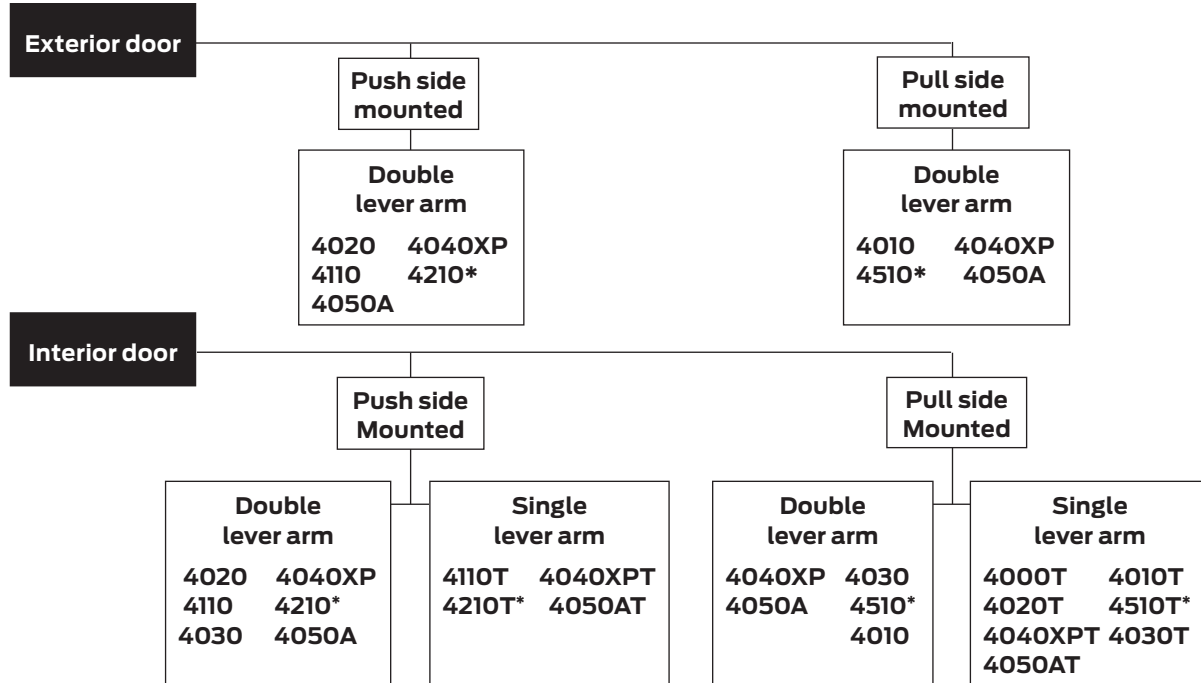 Exterior door
Push side
mounted
Pull side
mounted
Double
lever arm
4020 4040XP
4110 4210*
4050A
Double
lever arm
4010 4040XP
4510* 4050A
Interior door
Push side
Mounted
Pull side
Mounted
Double
lever arm
4020 4040XP
4110 4210*
4030 4050A
Single
lever arm
4110T 4040XPT
4210T* 4050AT
Double
lever arm
4040XP 4030
4050A 4510*
4010
Single
lever arm
4000T 4010T
4020T 4510T*
4040XPT 4030T
4050AT